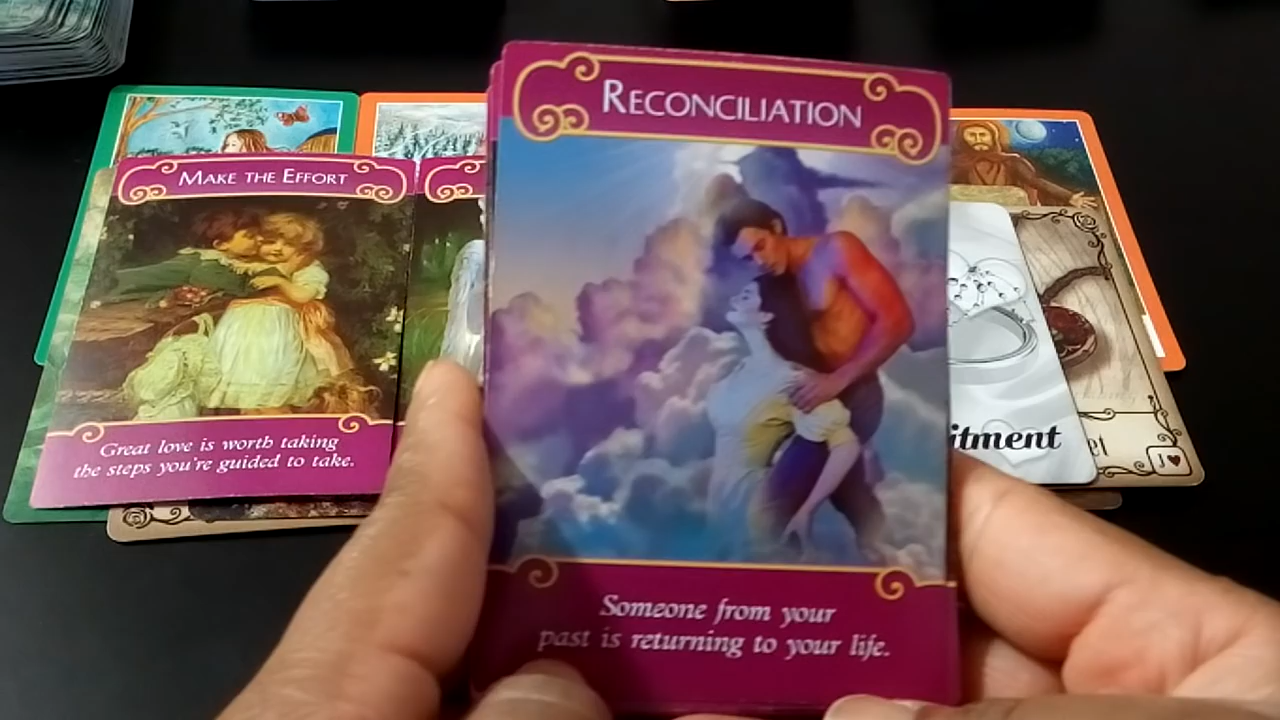 RECONCILIATION
MAKE THE EFFORT
Great love is worth taking
the steps you're guided to take.
itment
el
J♥
Someone from your
past is returning to your life.